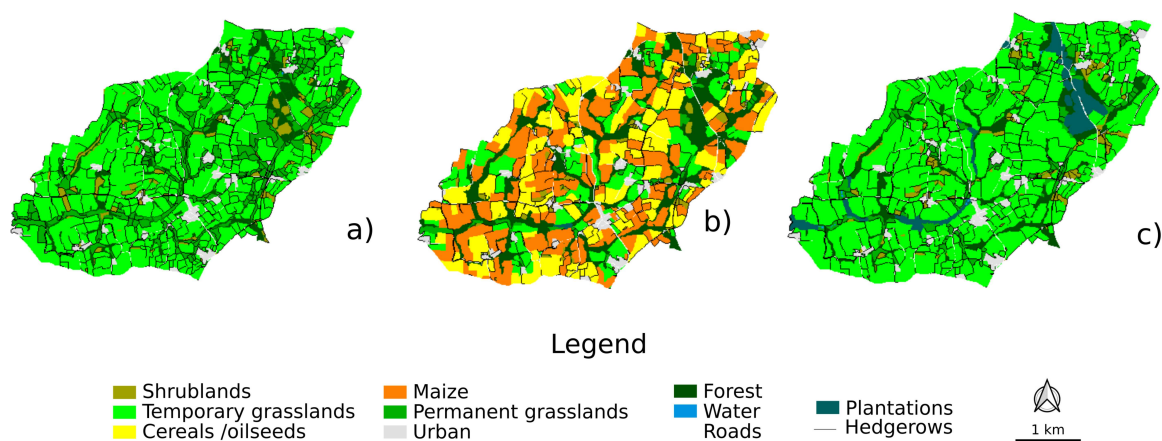 a)
b)
c)
Legend
Shrublands
Temporary grasslands
Cereals /oilseeds
Maize
Permanent grasslands
Urban
Forest
Water
Roads
Plantations
Hedgerows
1 km